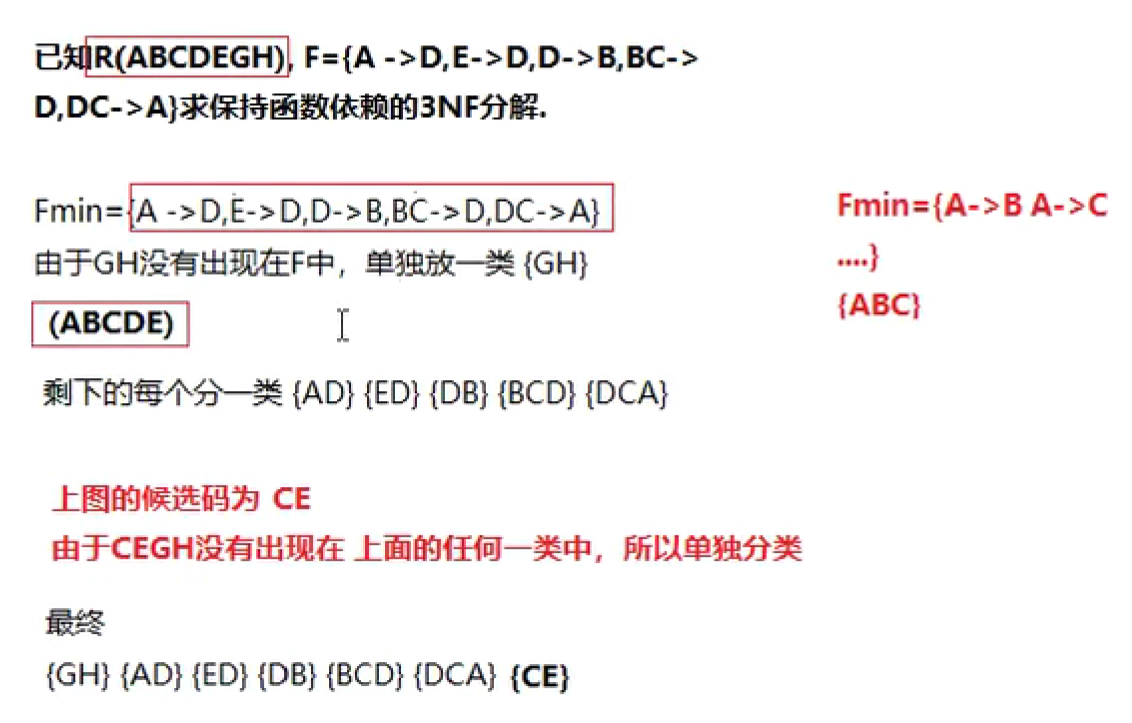 已知R(ABCDEGH), F={A ->D,E->D,D->B,BC->
D,DC->A}求保持函数依赖的3NF分解.
Fmin={A ->D,E->D,D->B,BC->D,DC->A}
由于GH没有出现在F中，单独放一类 {GH}
(ABCDE)
Fmin={A->B A->C
....}
{ABC}
剩下的每个分一类 {AD} {ED} {DB} {BCD} {DCA}
上图的候选码为 CE
由于CEGH没有出现在 上面的任何一类中，所以单独分类
最终
{GH} {AD} {ED} {DB} {BCD} {DCA} {CE}